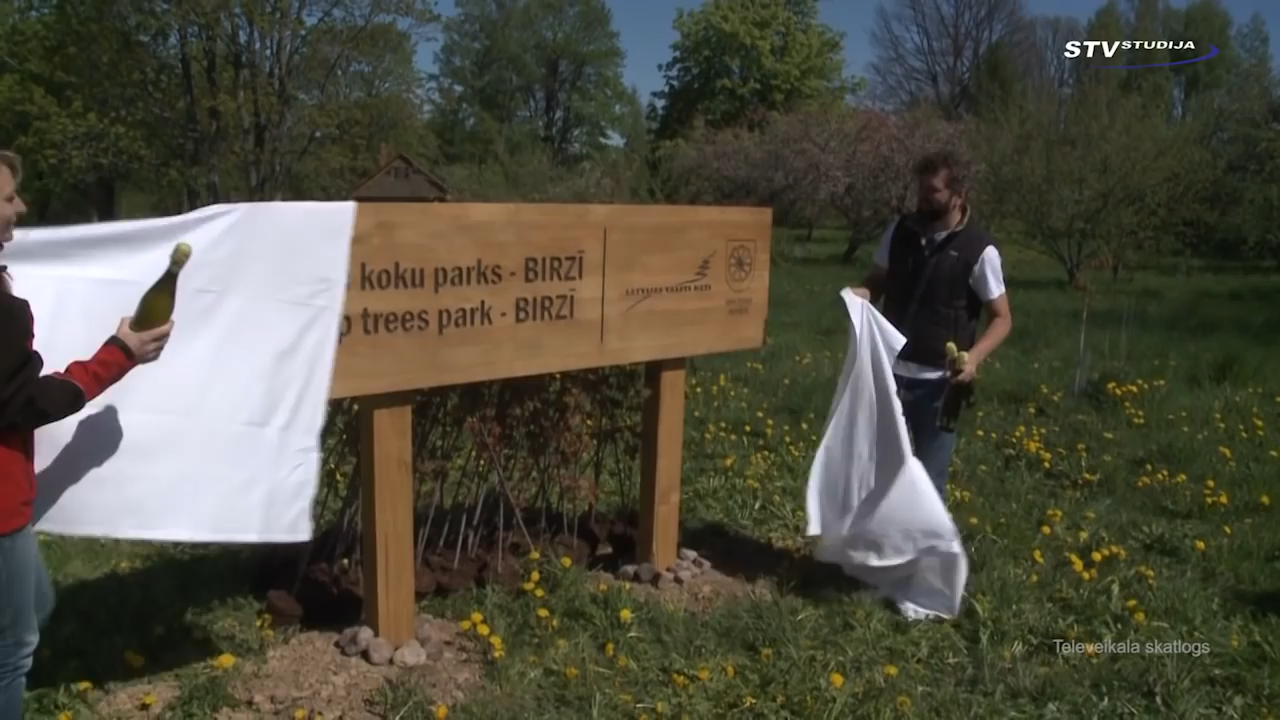 STV STUDIJA
koku parks - BIRZĪ
trees park - BIRZĪ
LATVIJAS VALSTS MEŽI
Televeikala skatlogs